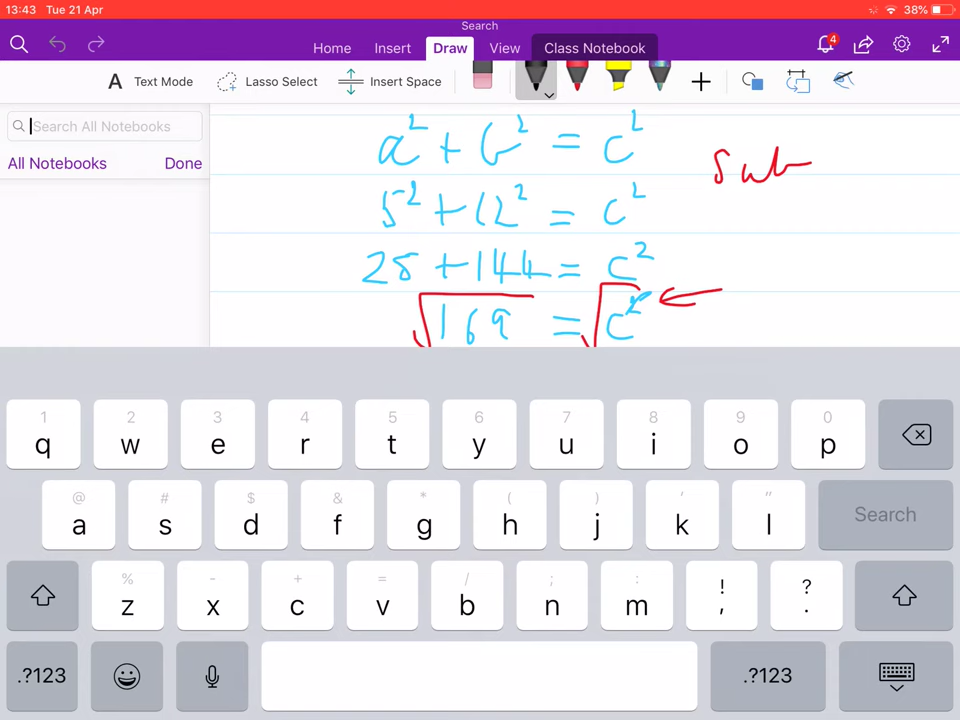 13:43 Tue 21 Apr 38%
Search
Home Insert Draw View Class Notebook 4
A Text Mode Lasso Select Insert Space
Search All Notebooks
All Notebooks Done
a² + b² = c²
sub
5² + 12² = c²
25 + 144 = c²
√169 = √c²
1 2 3 4 5 6 7 8 9 0
q w e r t y u i o p
@ # $ & * ( ) ' "
a s d f g h j k l Search
% - + = / ; : ! ?
z x c v b n m , .
.?123 .?123